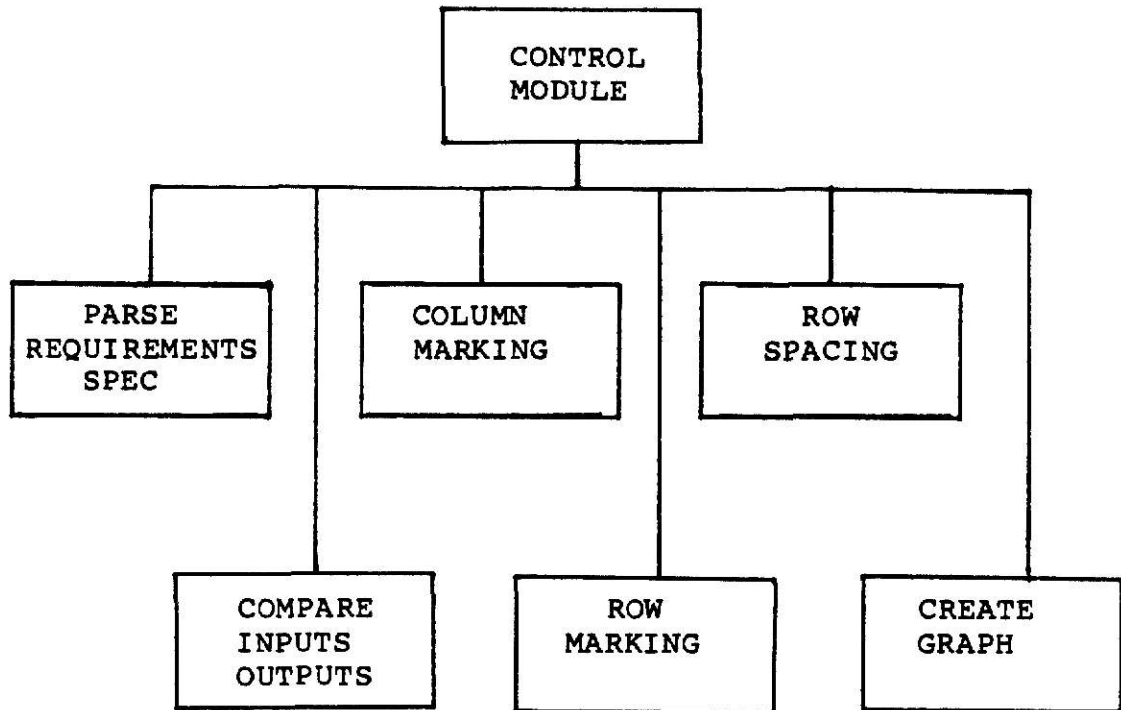 CONTROL
MODULE
PARSE
REQUIREMENTS
SPEC
COLUMN
MARKING
ROW
SPACING
COMPARE
INPUTS
OUTPUTS
ROW
MARKING
CREATE
GRAPH